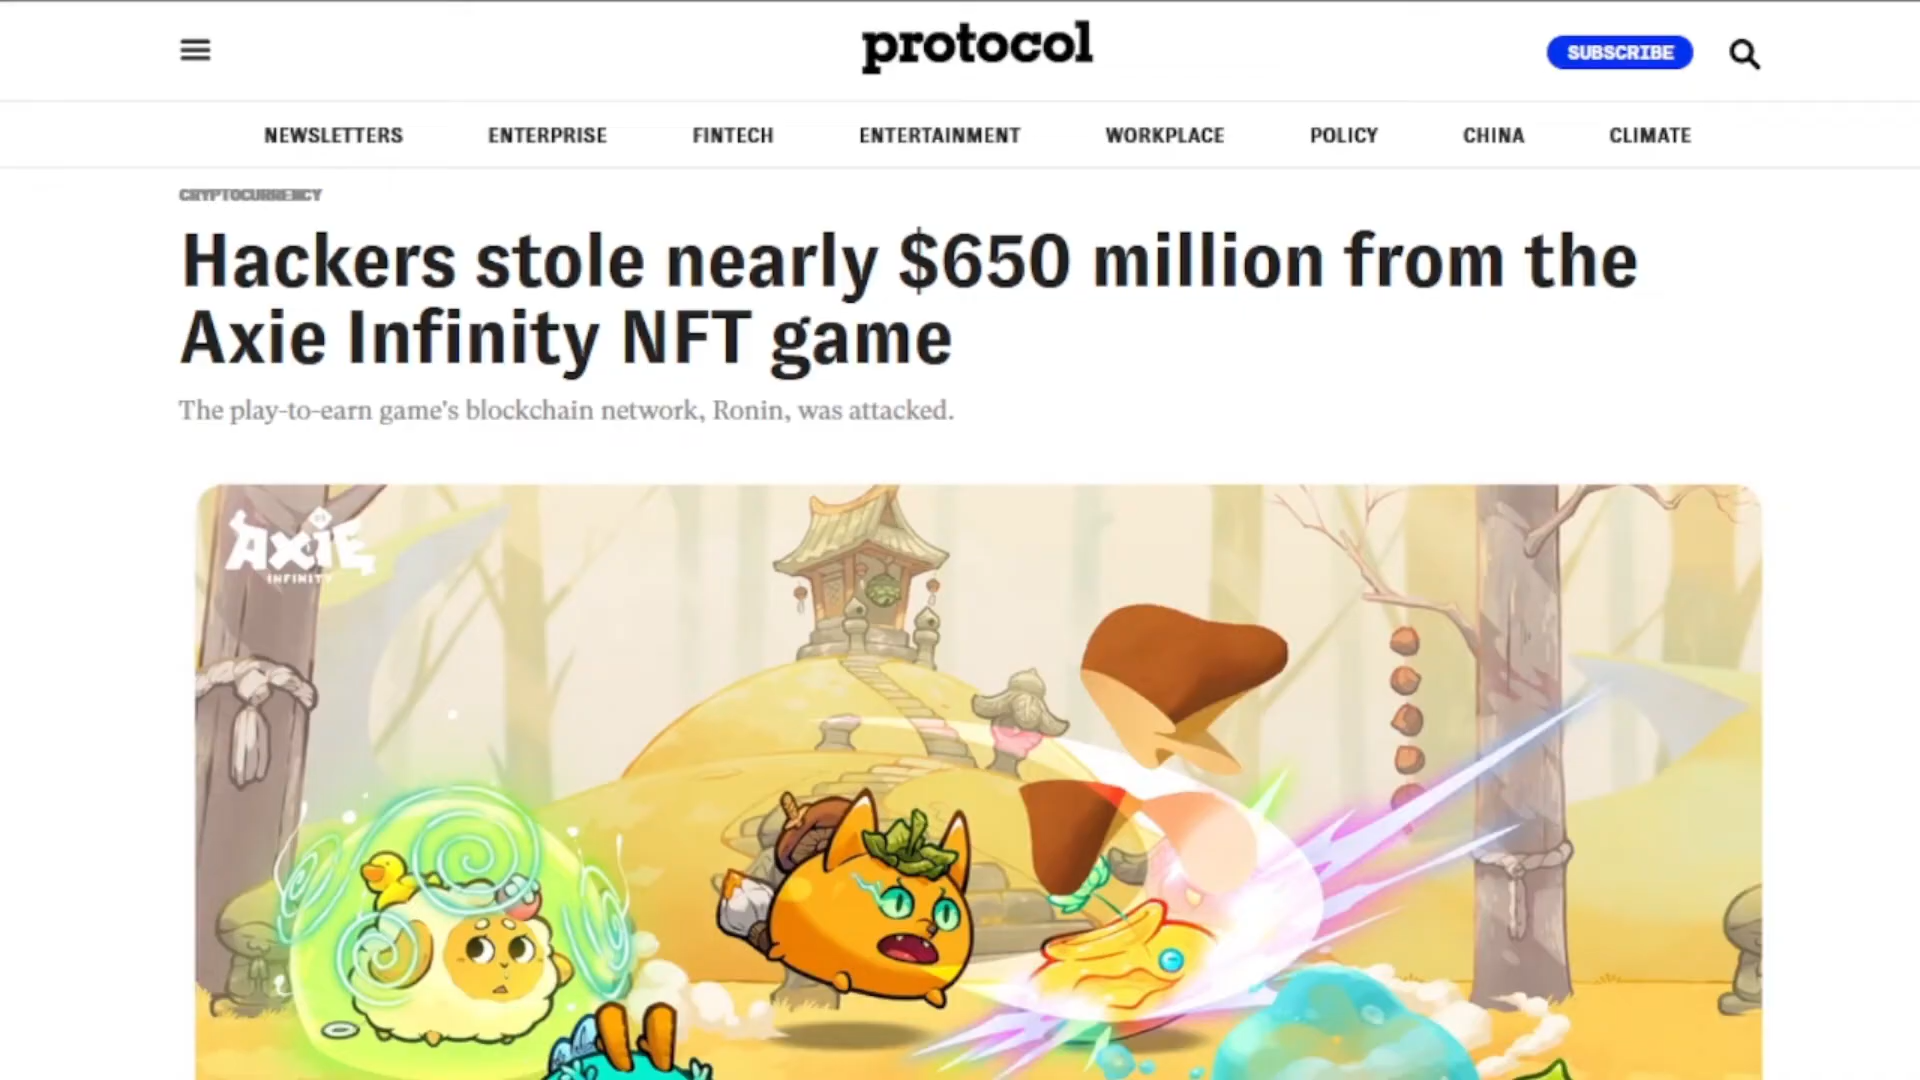 protocol
SUBSCRIBE
NEWSLETTERS ENTERPRISE FINTECH ENTERTAINMENT WORKPLACE POLICY CHINA CLIMATE
CRYPTOCURRENCY
Hackers stole nearly $650 million from the
Axie Infinity NFT game
The play-to-earn game's blockchain network, Ronin, was attacked.
AXIE
INFINITY